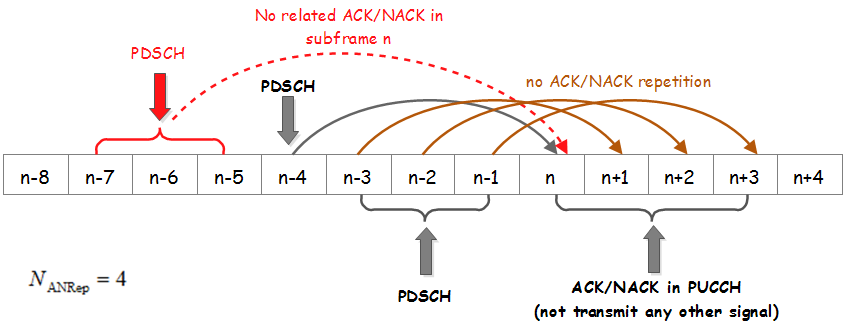 No related ACK/NACK in
subframe n
PDSCH
PDSCH
no ACK/NACK repetition
n-8 n-7 n-6 n-5 n-4 n-3 n-2 n-1 n n+1 n+2 n+3 n+4
N_ANRep = 4
PDSCH
ACK/NACK in PUCCH
(not transmit any other signal)